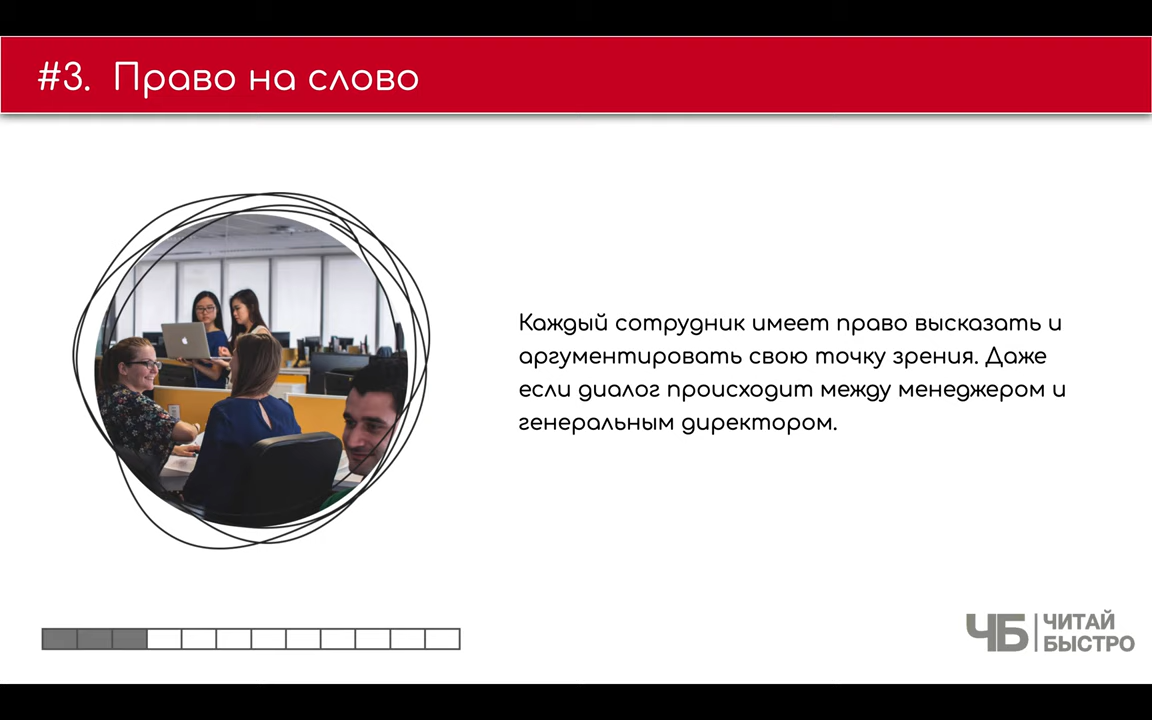 #3. Право на слово
Каждый сотрудник имеет право высказать и
аргументировать свою точку зрения. Даже
если диалог происходит между менеджером и
генеральным директором.
ЧБ
ЧИТАЙ
БЫСТРО